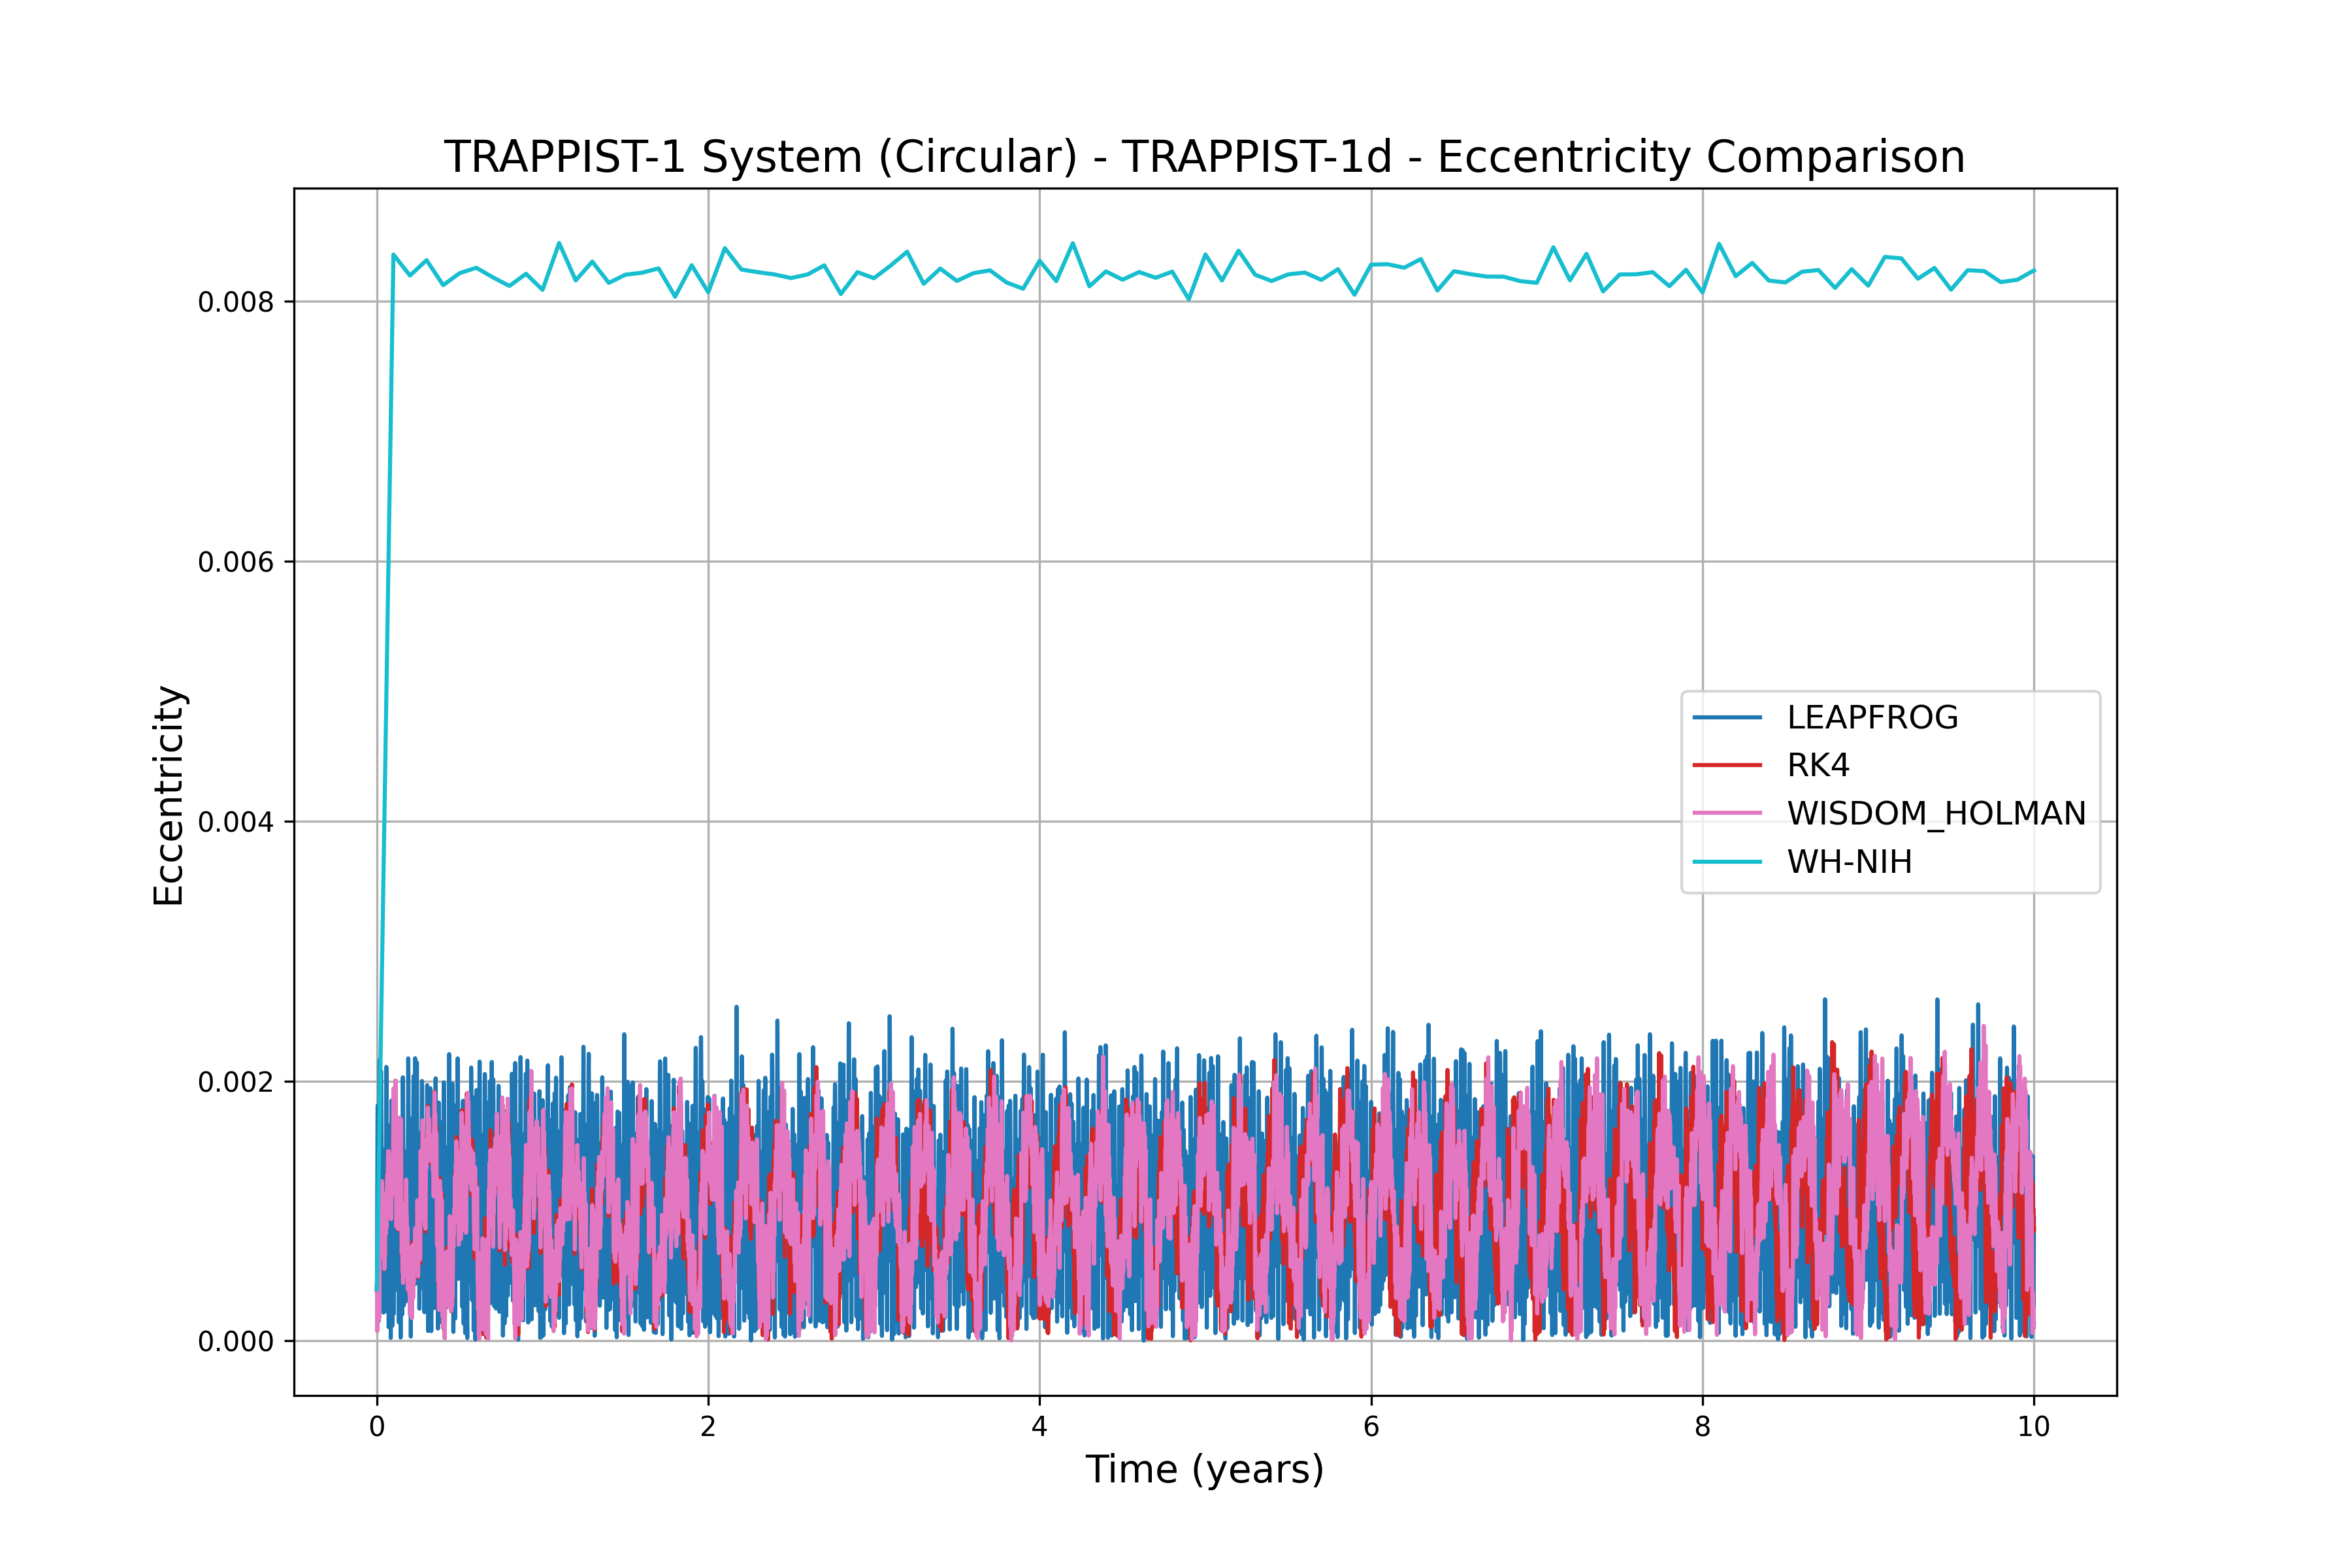 TRAPPIST-1 System (Circular) - TRAPPIST-1d - Eccentricity Comparison
Eccentricity
0.008
0.006
0.004
0.002
0.000
LEAPFROG
RK4
WISDOM_HOLMAN
WH-NIH
0 2 4 6 8 10
Time (years)